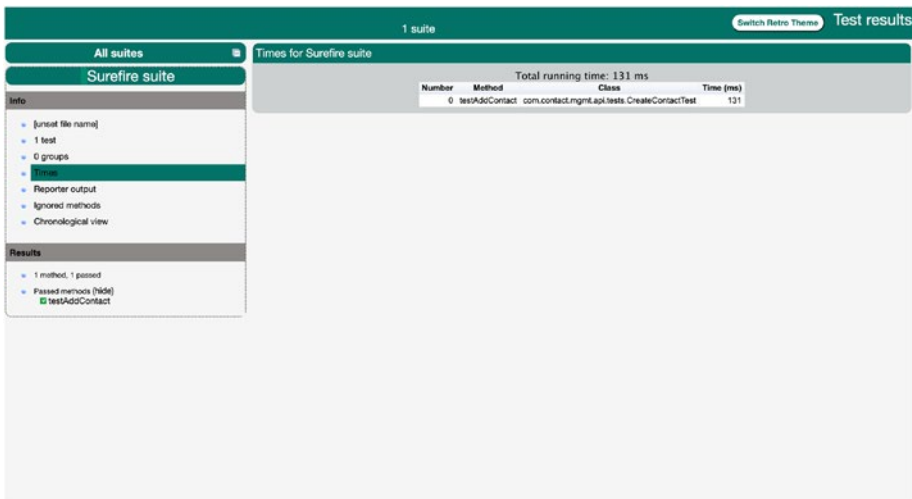 1 suite
Switch Retro Theme
Test results
All suites
Surefire suite
Info
[unset file name]
1 test
0 groups
Times
Reporter output
Ignored methods
Chronological view
Results
1 method, 1 passed
Passed methods (hide)
testAddContact
Times for Surefire suite
Total running time: 131 ms
Number Method Class Time (ms)
0 testAddContact com.contact.mgmt.api.tests.CreateContactTest 131